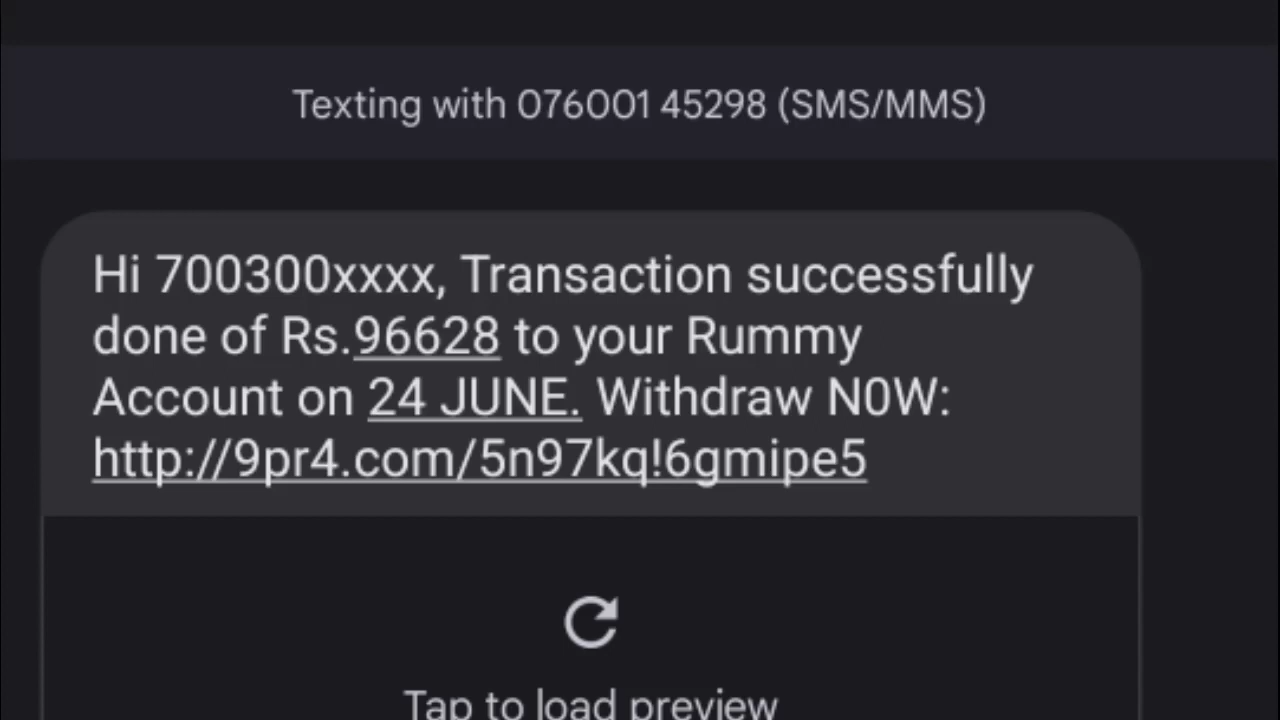 Texting with 076001 45298 (SMS/MMS)
Hi 700300xxxx, Transaction successfully
done of Rs.96628 to your Rummy
Account on 24 JUNE. Withdraw N0W:
http://9pr4.com/5n97kq!6gmipe5
Tap to load preview